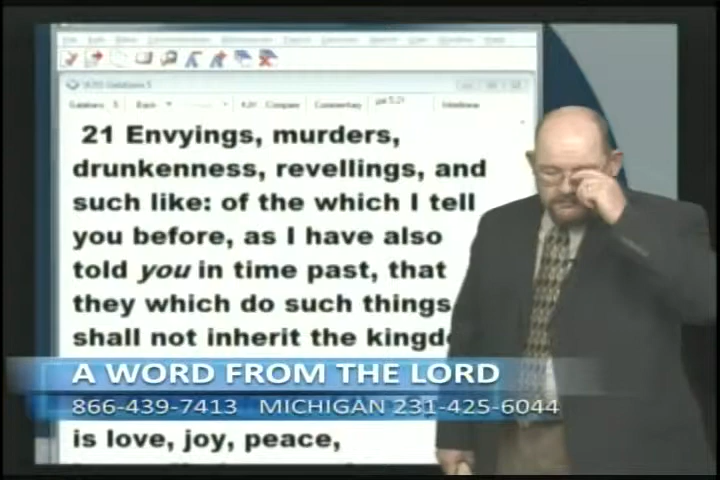 21 Envyings, murders,
drunkenness, revellings, and
such like: of the which I tell
you before, as I have also
told you in time past, that
they which do such things
shall not inherit the
A WORD FROM THE LORD
866-439-7413 MICHIGAN 231-425-6044
is love, joy, peace,